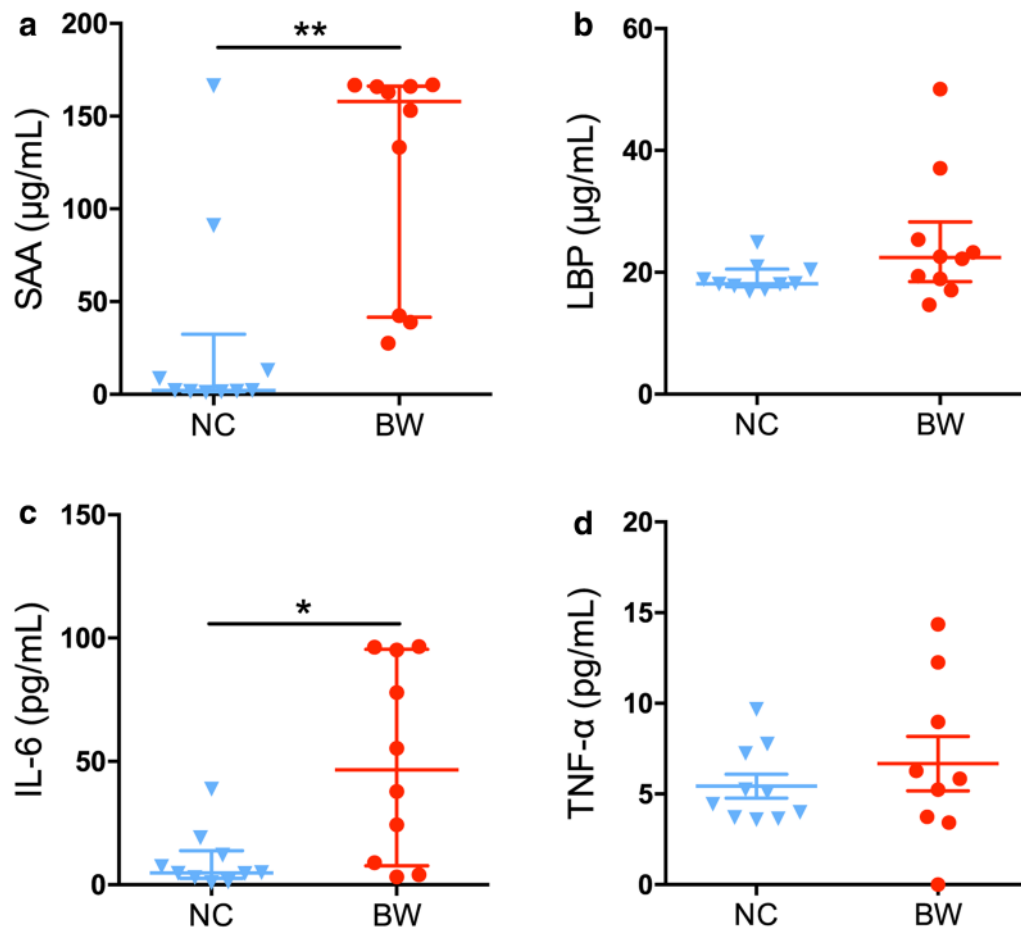 a
SAA (µg/mL)
200
150
100
50
0
**
NC BW
b
LBP (µg/mL)
60
40
20
0
NC BW
c
IL-6 (pg/mL)
150
100
50
0
*
NC BW
d
TNF-α (pg/mL)
20
15
10
5
0
NC BW